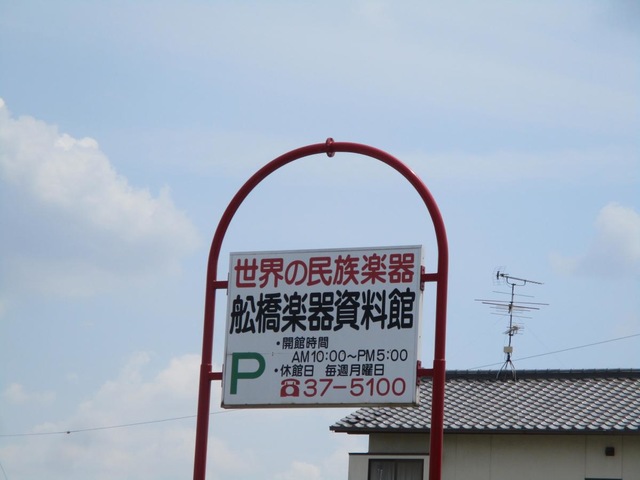 世界の民族楽器
舩橋楽器資料館
・開館時間
AM10:00～PM5:00
・休館日 毎週月曜日
P
☎37-5100